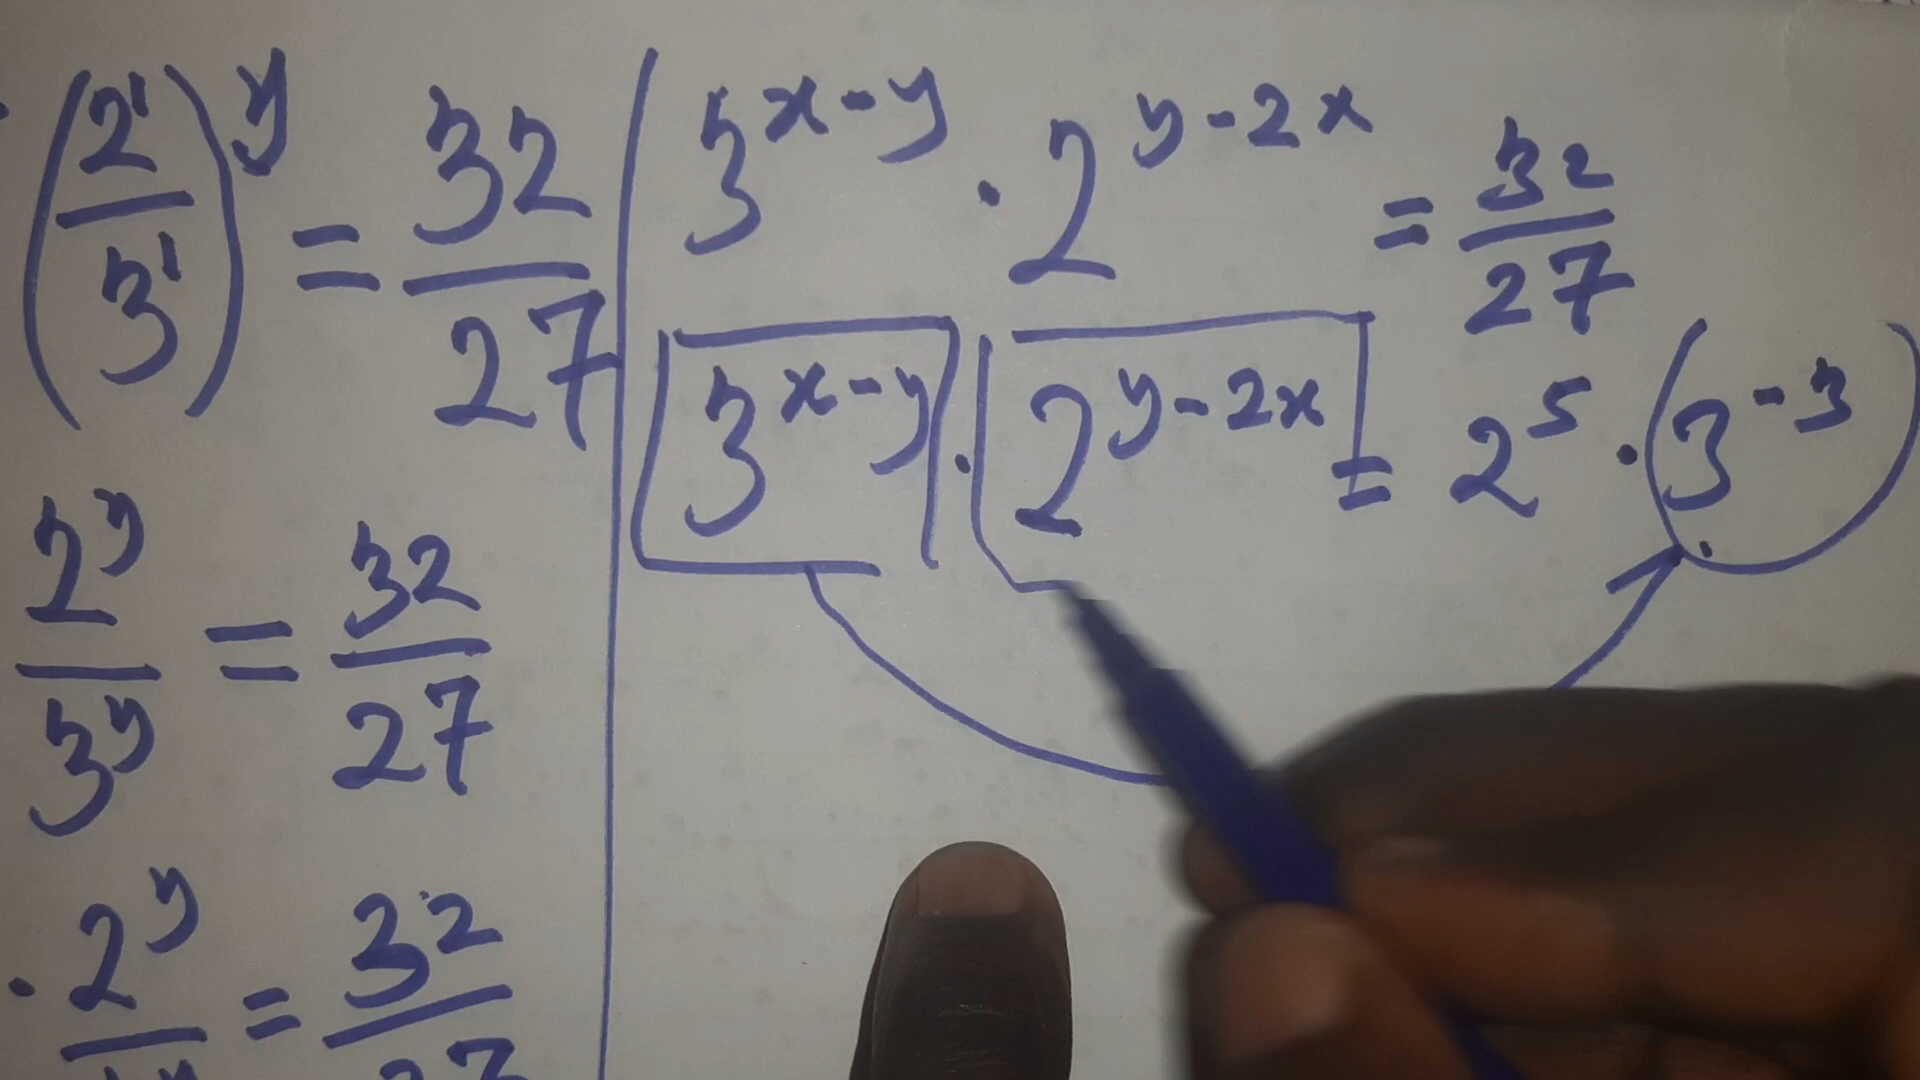 (2¹/3¹)^y = 32/27
2^y/3^y = 32/27
· 2^y = 32
3^(x-y) · 2^(y-2x) = 32/27
3^(x-y) · 2^(y-2x) = 2^5 · (3^-3)